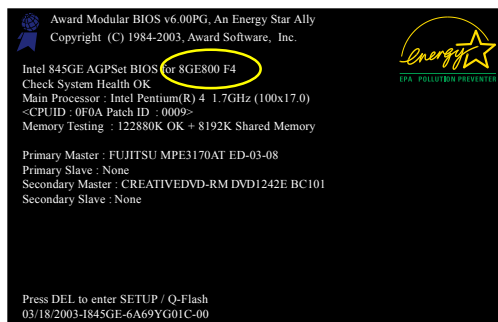 Award Modular BIOS v6.00PG, An Energy Star Ally
Copyright (C) 1984-2003, Award Software, Inc.
energy
EPA POLLUTION PREVENTER
Intel 845GE AGPSet BIOS for 8GE800 F4
Check System Health OK
Main Processor : Intel Pentium(R) 4 1.7GHz (100x17.0)
<CPUID : 0F0A Patch ID : 0009>
Memory Testing : 122880K OK + 8192K Shared Memory
Primary Master : FUJITSU MPE3170AT ED-03-08
Primary Slave : None
Secondary Master : CREATIVEDVD-RM DVD1242E BC101
Secondary Slave : None
Press DEL to enter SETUP / Q-Flash
03/18/2003-I845GE-6A69YG01C-00